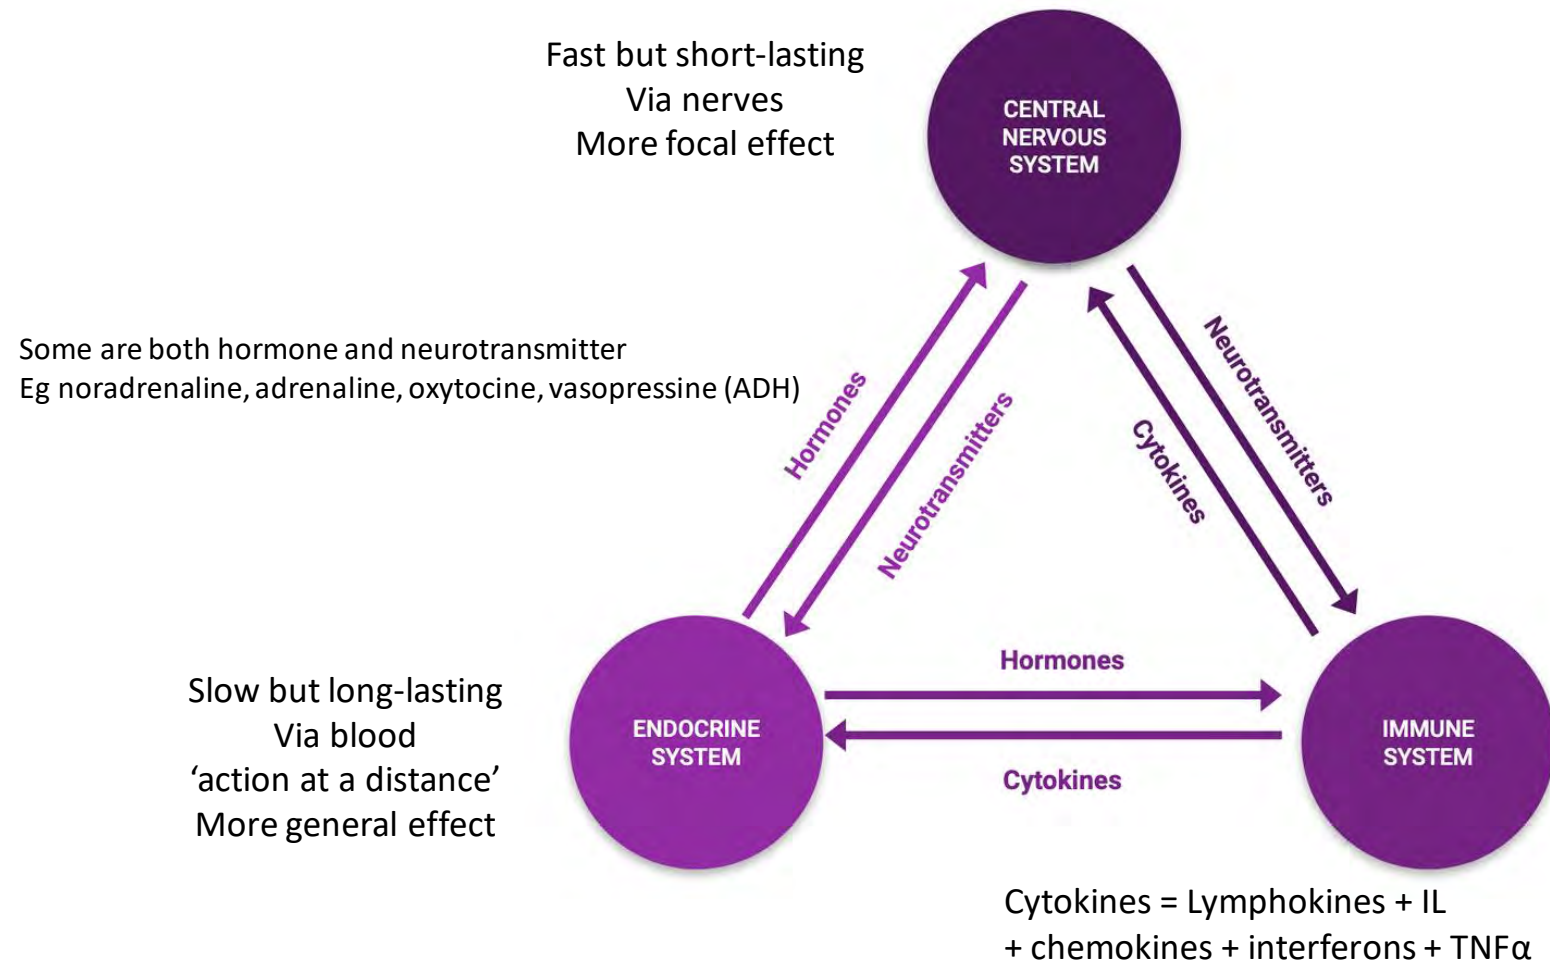 Fast but short-lasting
Via nerves
More focal effect
CENTRAL
NERVOUS
SYSTEM
Some are both hormone and neurotransmitter
Eg noradrenaline, adrenaline, oxytocine, vasopressine (ADH)
Hormones
Neurotransmitters
Cytokines
Neurotransmitters
Slow but long-lasting
Via blood
‘action at a distance’
More general effect
ENDOCRINE
SYSTEM
Hormones
Cytokines
IMMUNE
SYSTEM
Cytokines = Lymphokines + IL
+ chemokines + interferons + TNFα